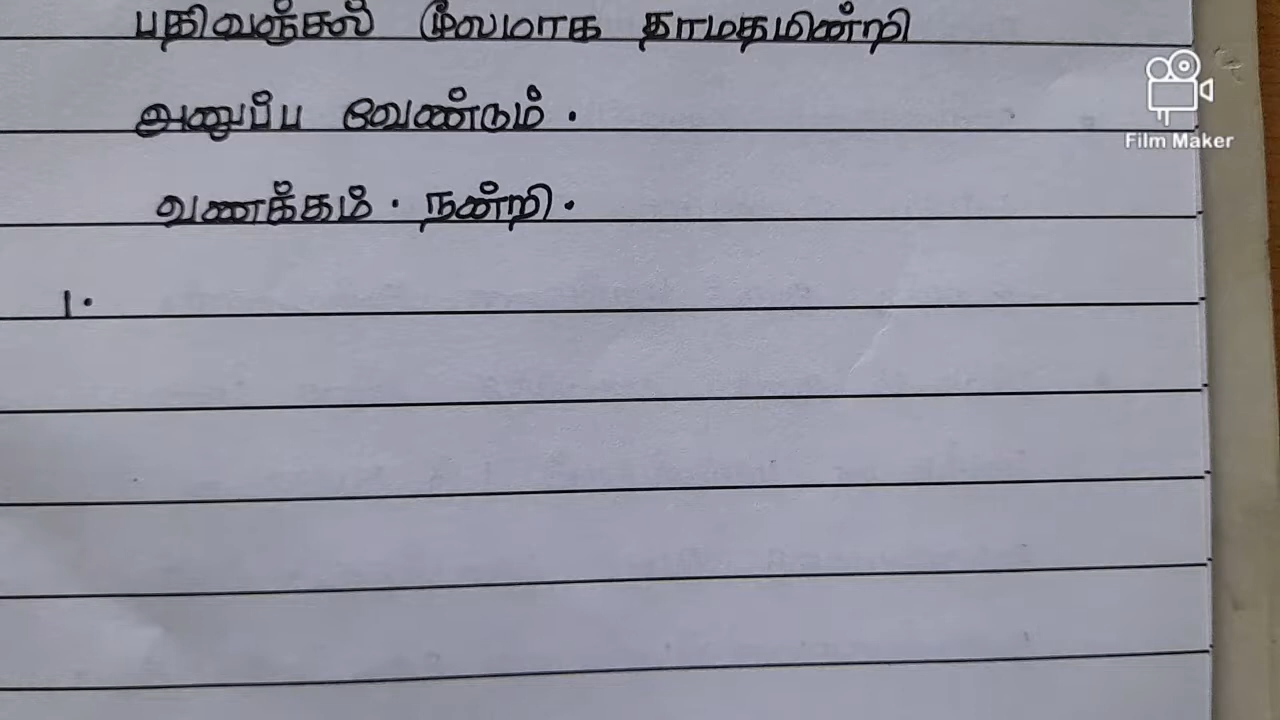 பதிவஞ்சல் மூலமாக தாமதமின்றி
அனுப்ப வேண்டும்.
வணக்கம். நன்றி.
1.
Film Maker